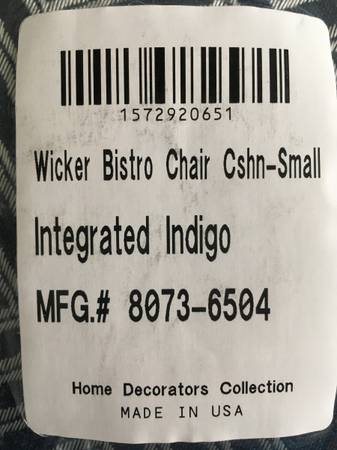 1572920651
Wicker Bistro Chair Cshn-Small
Integrated Indigo
MFG.# 8073-6504
Home Decorators Collection
MADE IN USA